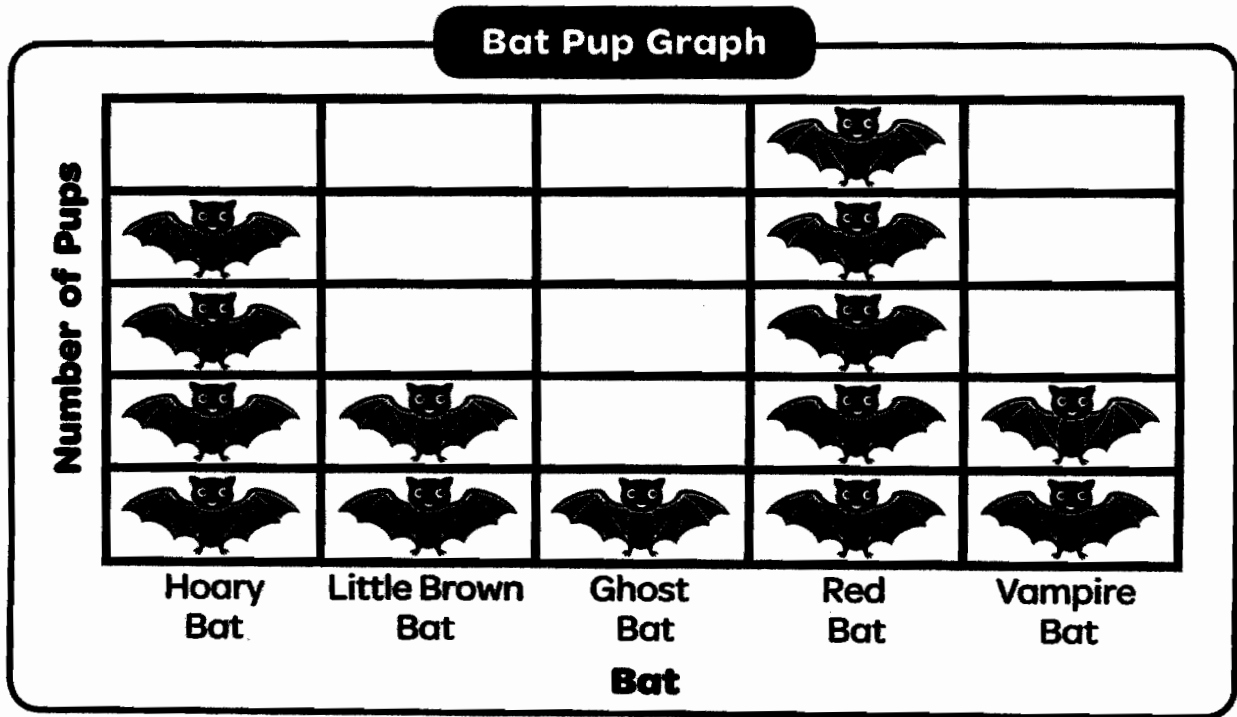 Bat Pup Graph
Number of Pups
Hoary Bat
Little Brown Bat
Ghost Bat
Red Bat
Vampire Bat
Bat